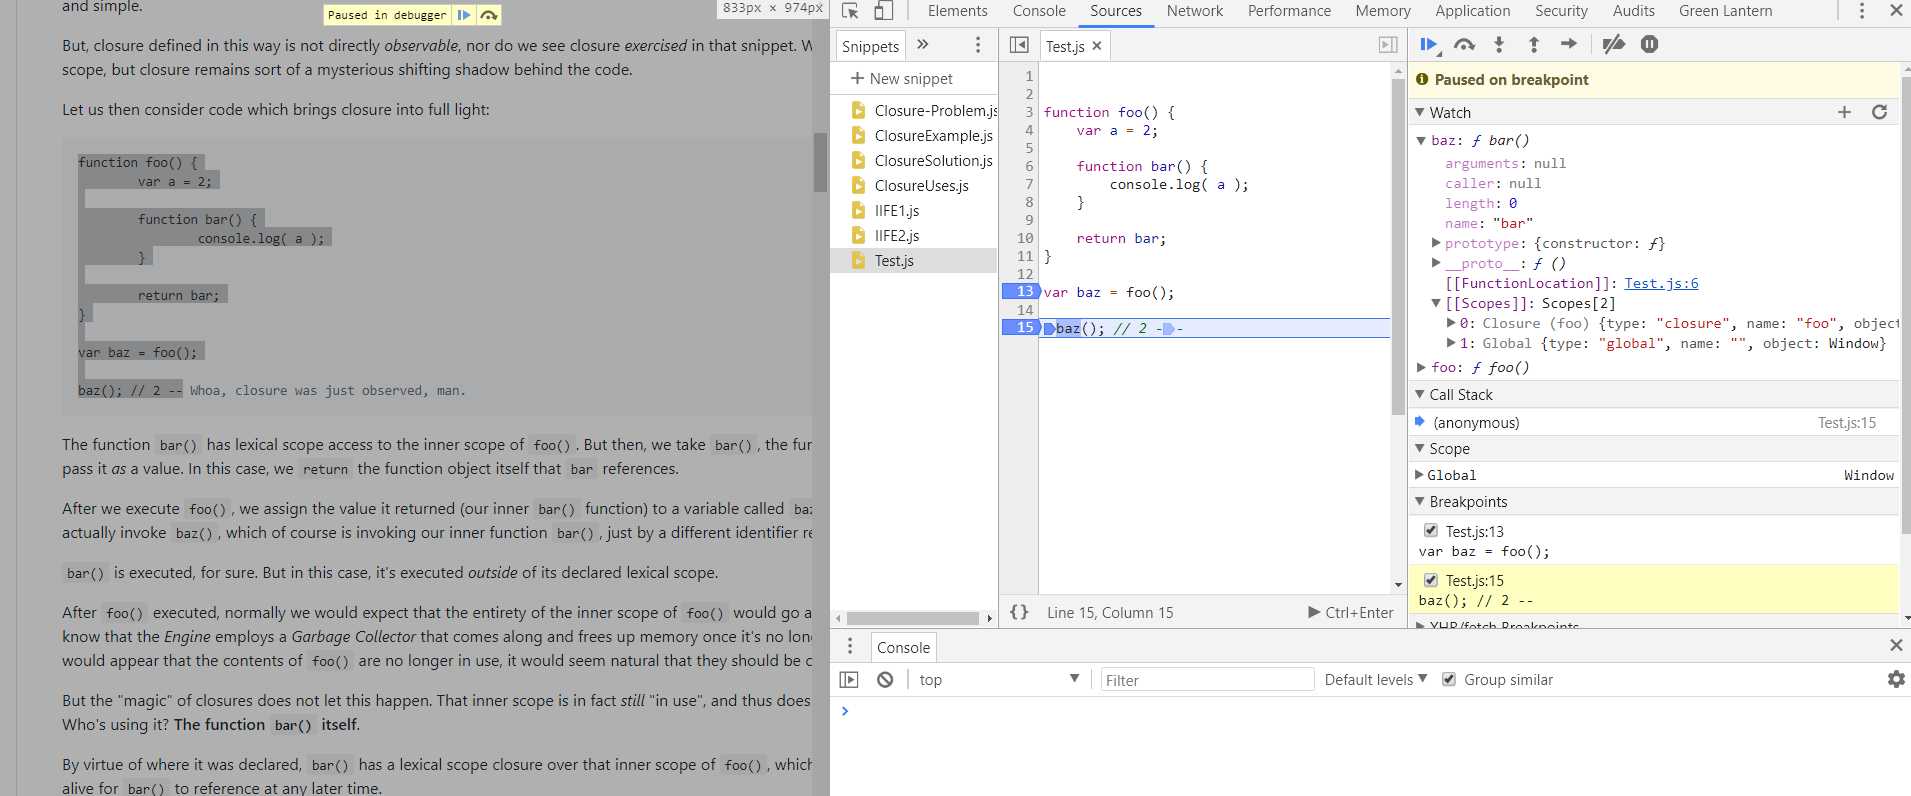 and simple.
Paused in debugger
833px × 974px
But, closure defined in this way is not directly observable, nor do we see closure exercised in that snippet. W
scope, but closure remains sort of a mysterious shifting shadow behind the code.
Let us then consider code which brings closure into full light:
function foo() {
var a = 2;
function bar() {
console.log( a );
}
return bar;
}
var baz = foo();
baz(); // 2 -- Whoa, closure was just observed, man.
The function bar() has lexical scope access to the inner scope of foo(). But then, we take bar(), the fur
pass it as a value. In this case, we return the function object itself that bar references.
After we execute foo(), we assign the value it returned (our inner bar() function) to a variable called baz
actually invoke baz(), which of course is invoking our inner function bar(), just by a different identifier re
bar() is executed, for sure. But in this case, it's executed outside of its declared lexical scope.
After foo() executed, normally we would expect that the entirety of the inner scope of foo() would go a
know that the Engine employs a Garbage Collector that comes along and frees up memory once it's no lon
would appear that the contents of foo() are no longer in use, it would seem natural that they should be c
But the "magic" of closures does not let this happen. That inner scope is in fact still "in use", and thus does
Who's using it? The function bar() itself.
By virtue of where it was declared, bar() has a lexical scope closure over that inner scope of foo(), which
alive for bar() to reference at any later time.
Elements Console Sources Network Performance Memory Application Security Audits Green Lantern
Snippets »
+ New snippet
Closure-Problem.js
ClosureExample.js
ClosureSolution.js
ClosureUses.js
IIFE1.js
IIFE2.js
Test.js
Test.js ×
1
2
3 function foo() {
4 var a = 2;
5
6 function bar() {
7 console.log( a );
8 }
9
10 return bar;
11 }
12
13 var baz = foo();
14
15 baz(); // 2 --
{} Line 15, Column 15 Ctrl+Enter
Paused on breakpoint
Watch
baz: ƒ bar()
arguments: null
caller: null
length: 0
name: "bar"
prototype: {constructor: ƒ}
__proto__: ƒ ()
[[FunctionLocation]]: Test.js:6
[[Scopes]]: Scopes[2]
0: Closure (foo) {type: "closure", name: "foo", object
1: Global {type: "global", name: "", object: Window}
foo: ƒ foo()
Call Stack
(anonymous) Test.js:15
Scope
Global Window
Breakpoints
Test.js:13
var baz = foo();
Test.js:15
baz(); // 2 --
XHR/fetch Breakpoints
Console
top Filter Default levels Group similar